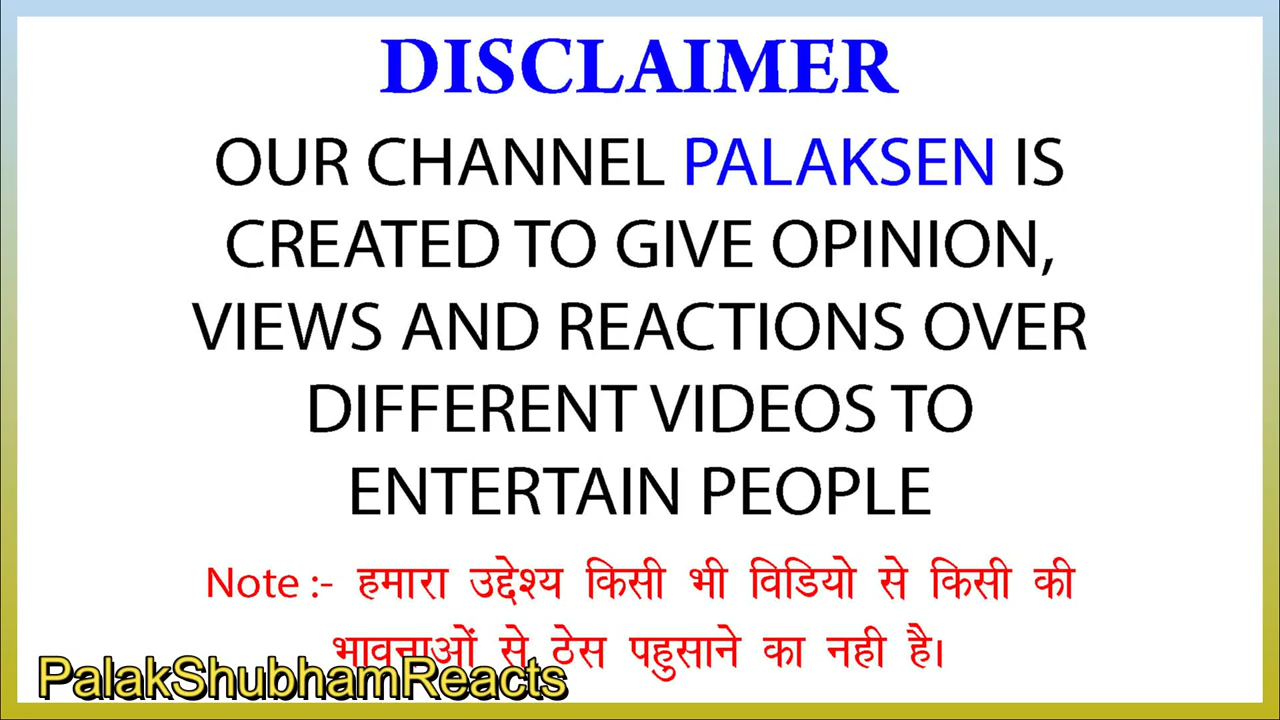 DISCLAIMER
OUR CHANNEL PALAKSEN IS
CREATED TO GIVE OPINION,
VIEWS AND REACTIONS OVER
DIFFERENT VIDEOS TO
ENTERTAIN PEOPLE
Note :- हमारा उद्देश्य किसी भी विडियो से किसी की
भावनाओं से ठेस पहुसाने का नही है।
PalakShubhamReacts